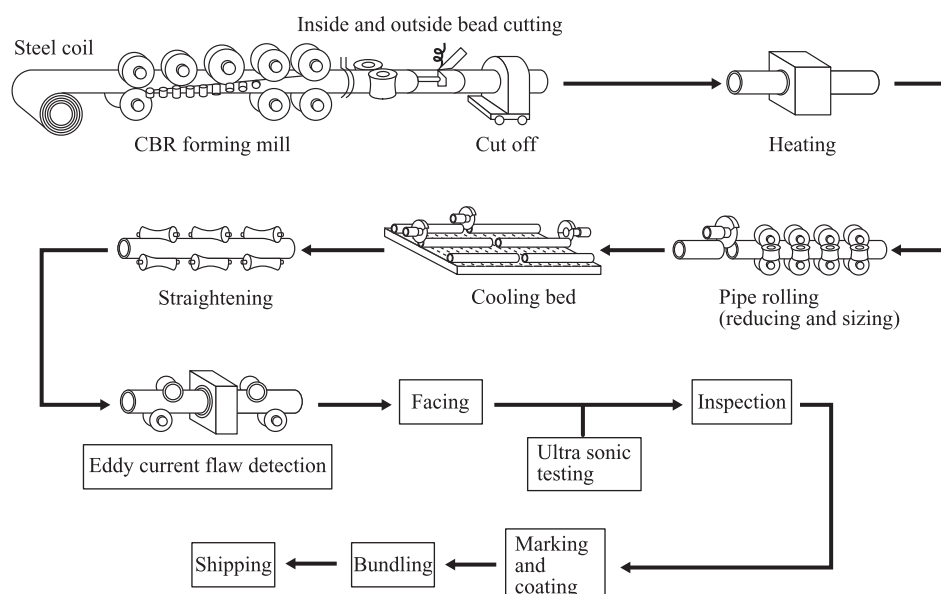 Inside and outside bead cutting
Steel coil
CBR forming mill
Cut off
Heating
Straightening
Cooling bed
Pipe rolling
(reducing and sizing)
Eddy current flaw detection
Facing
Ultra sonic
testing
Inspection
Shipping
Bundling
Marking
and
coating